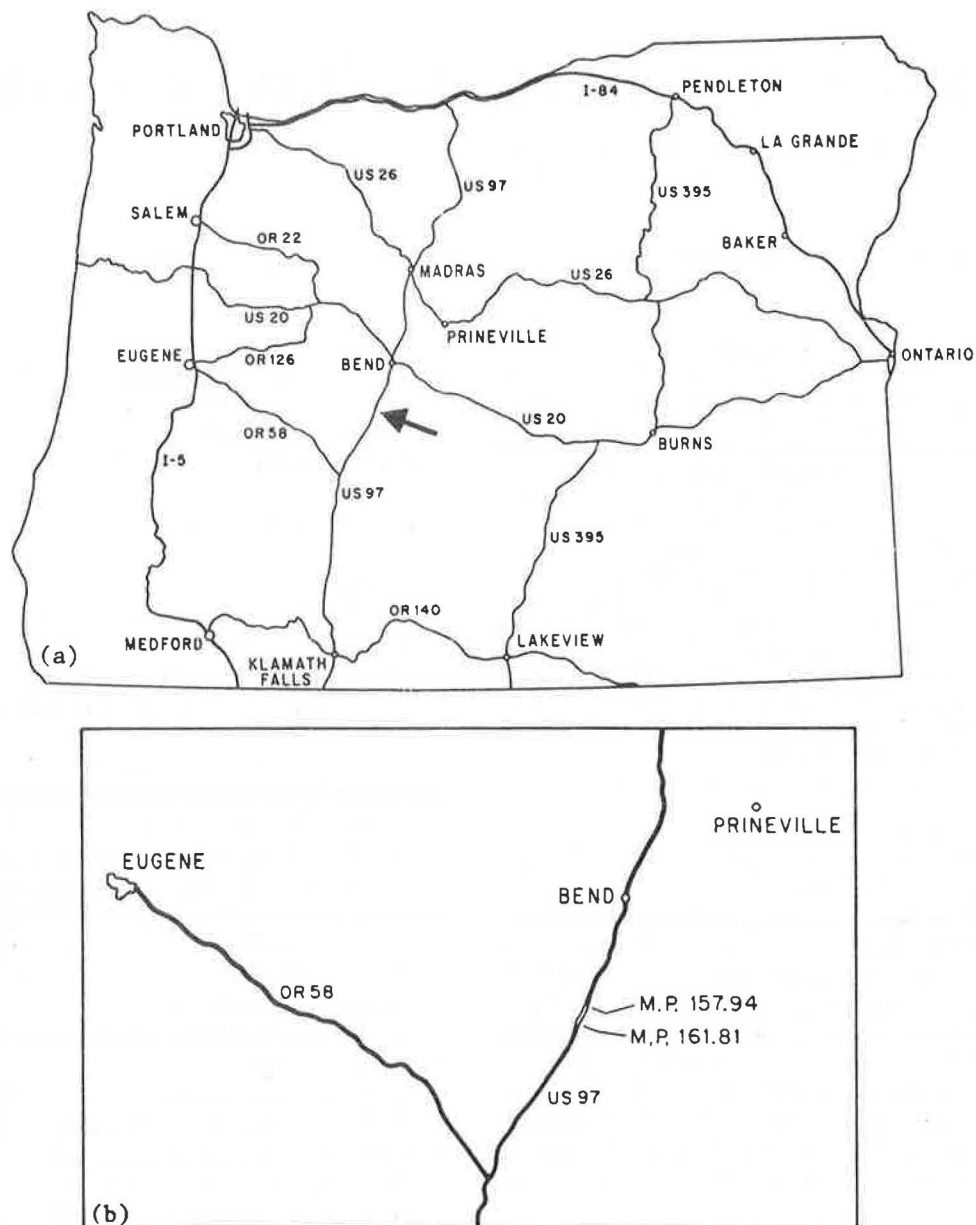 I-84
PENDLETON
PORTLAND
LA GRANDE
US 26
US 97
US 395
SALEM
OR 22
BAKER
MADRAS
US 26
US 20
PRINEVILLE
EUGENE
OR 126
BEND
ONTARIO
OR 58
US 20
BURNS
I-5
US 97
US 395
OR 140
MEDFORD
LAKEVIEW
(a)
KLAMATH
FALLS
PRINEVILLE
EUGENE
BEND
OR 58
M.P. 157.94
M.P. 161.81
US 97
(b)